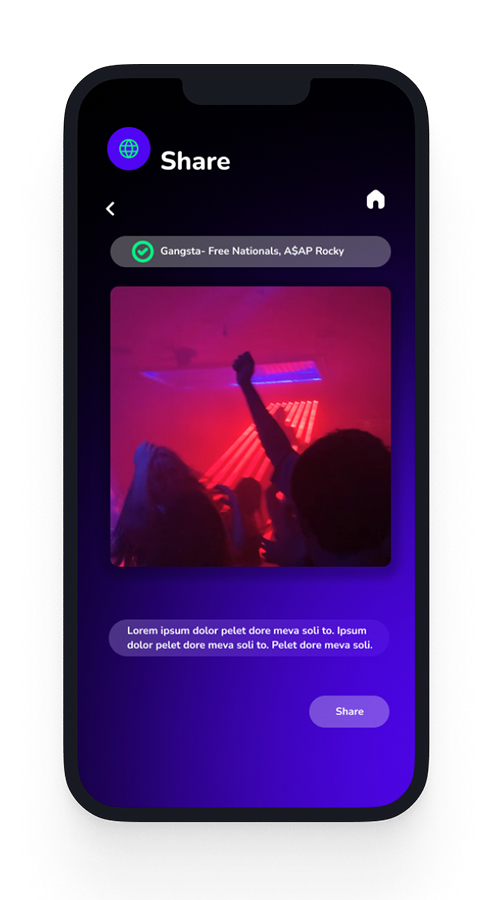 Share
Gangsta- Free Nationals, A$AP Rocky
Lorem ipsum dolor pelet dore meva soli to. Ipsum
dolor pelet dore meva soli to. Pelet dore meva soli.
Share